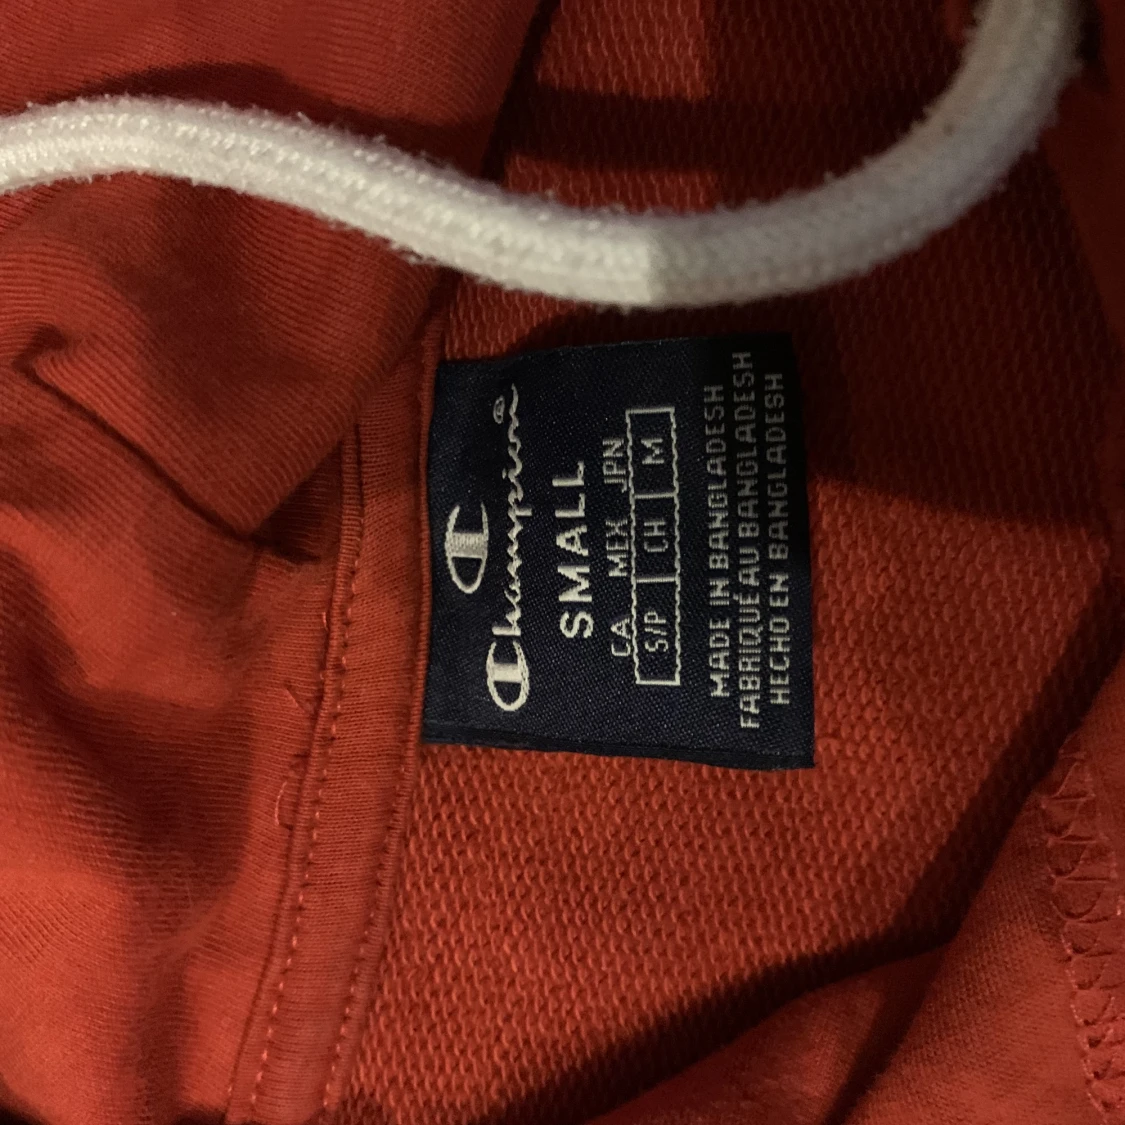 Champion ®
SMALL
CA MEX JPN
S/P CH M
MADE IN BANGLADESH
FABRIQUÉ AU BANGLADESH
HECHO EN BANGLADESH